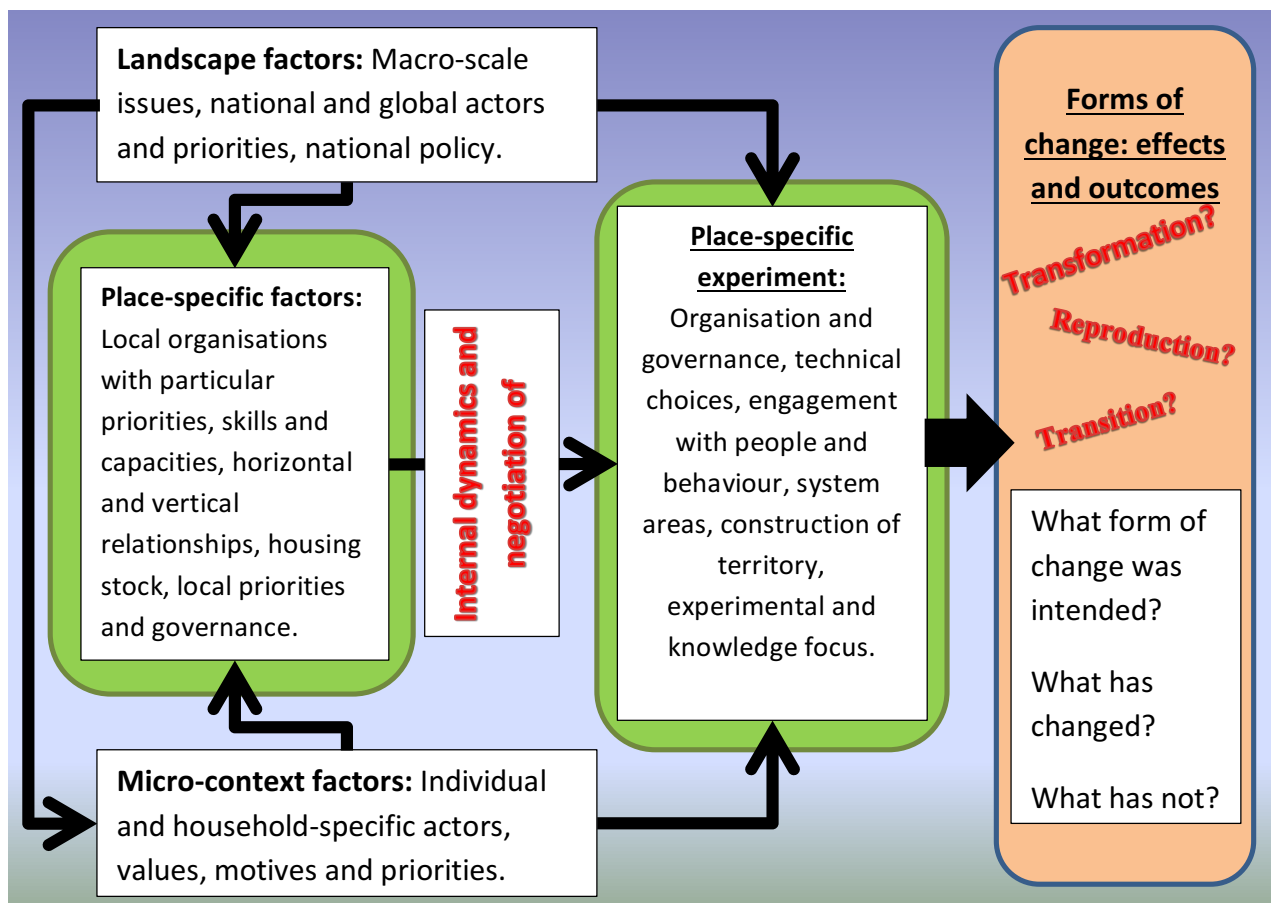 Landscape factors: Macro-scale
issues, national and global actors
and priorities, national policy.
Place-specific factors:
Local organisations
with particular
priorities, skills and
capacities, horizontal
and vertical
relationships, housing
stock, local priorities
and governance.
Internal dynamics and
negotiation of
Place-specific
experiment:
Organisation and
governance, technical
choices, engagement
with people and
behaviour, system
areas, construction of
territory,
experimental and
knowledge focus.
Micro-context factors: Individual
and household-specific actors,
values, motives and priorities.
Forms of
change: effects
and outcomes
Transformation?
Reproduction?
Transition?
What form of
change was
intended?
What has
changed?
What has not?